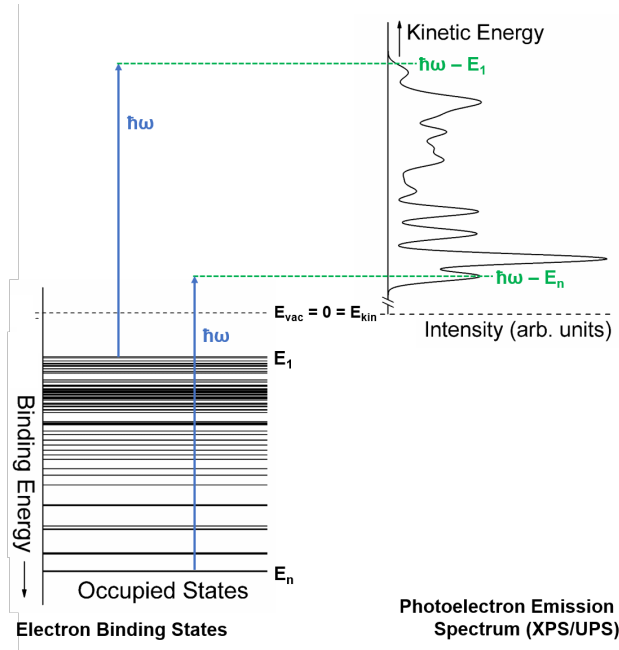 Kinetic Energy
ħω – E₁
ħω
ħω – Eₙ
Eᵥₐc = 0 = Eₖᵢₙ
Intensity (arb. units)
ħω
E₁
Binding Energy
Eₙ
Occupied States
Photoelectron Emission
Spectrum (XPS/UPS)
Electron Binding States